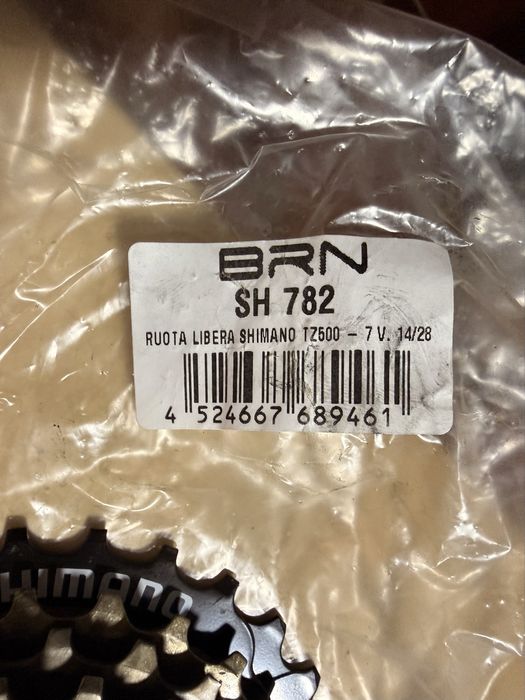 BRN
SH 782
RUOTA LIBERA SHIMANO TZ500 - 7 V. 14/28
4 524667 689461
SHIMANO